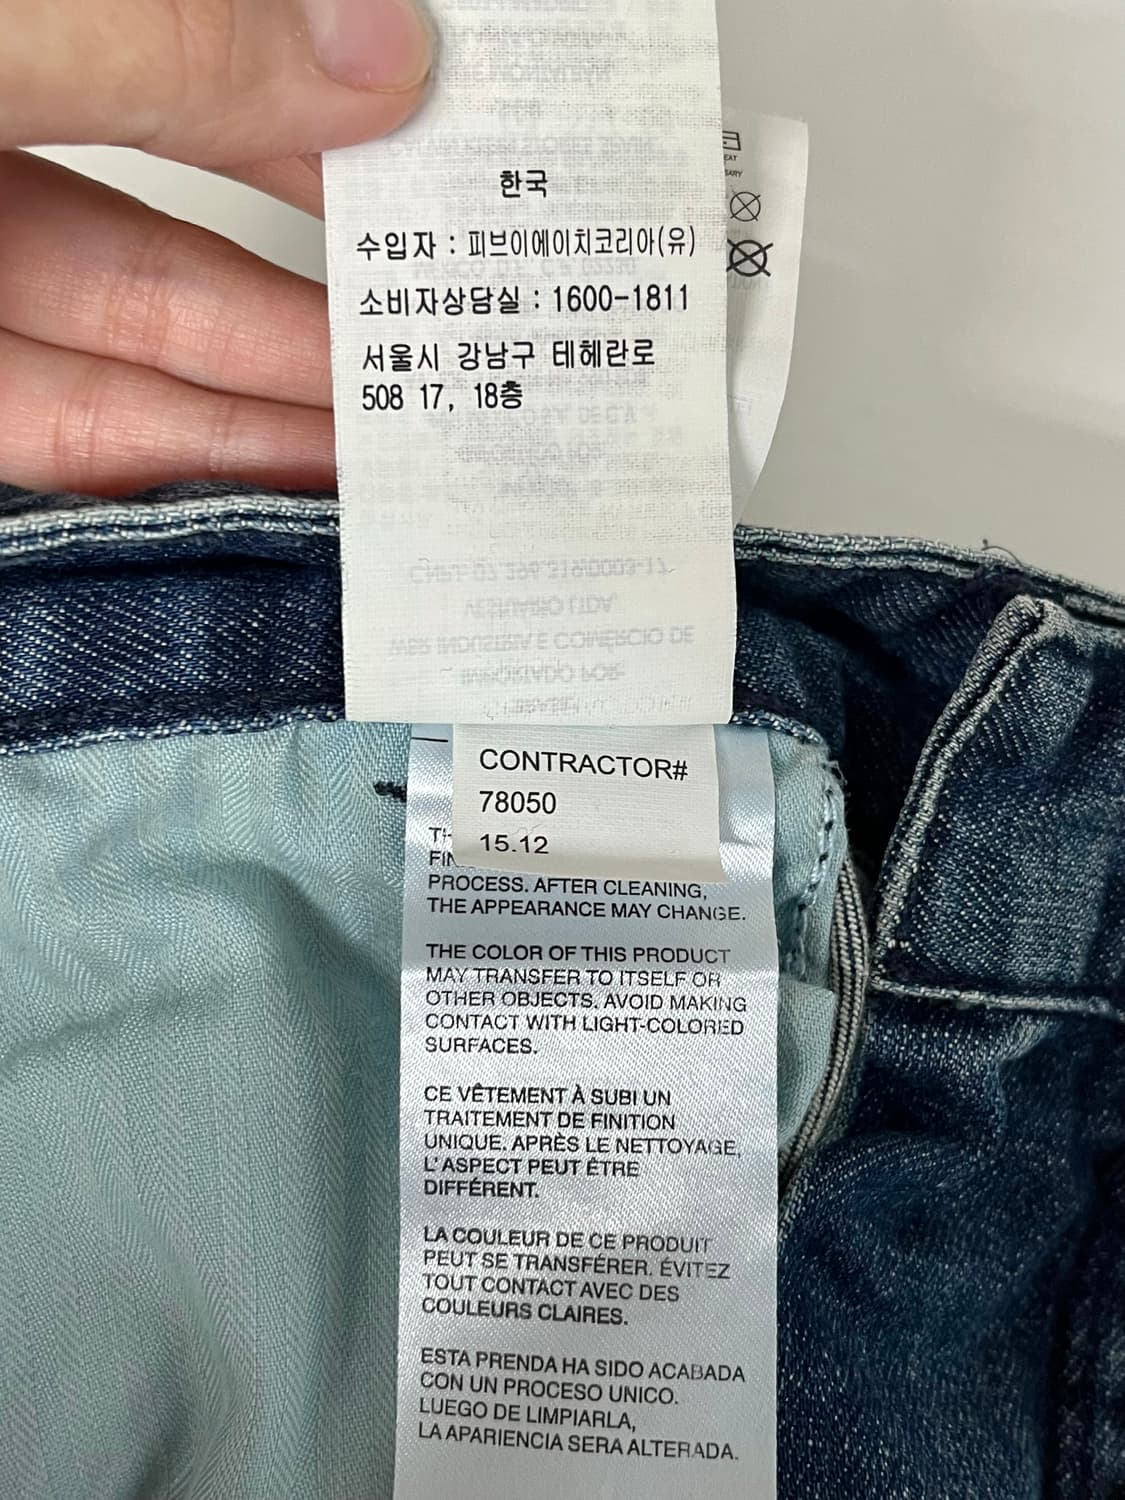 한국
수입자 : 피브이에이치코리아(유)
소비자상담실 : 1600-1811
서울시 강남구 테헤란로
508 17, 18층
CONTRACTOR#
78050
15.12
PROCESS. AFTER CLEANING,
THE APPEARANCE MAY CHANGE.
THE COLOR OF THIS PRODUCT
MAY TRANSFER TO ITSELF OR
OTHER OBJECTS. AVOID MAKING
CONTACT WITH LIGHT-COLORED
SURFACES.
CE VÊTEMENT À SUBI UN
TRAITEMENT DE FINITION
UNIQUE. APRÈS LE NETTOYAGE,
L'ASPECT PEUT ÊTRE
DIFFÉRENT.
LA COULEUR DE CE PRODUIT
PEUT SE TRANSFÉRER. ÉVITEZ
TOUT CONTACT AVEC DES
COULEURS CLAIRES.
ESTA PRENDA HA SIDO ACABADA
CON UN PROCESO UNICO.
LUEGO DE LIMPIARLA,
LA APARIENCIA SERA ALTERADA.